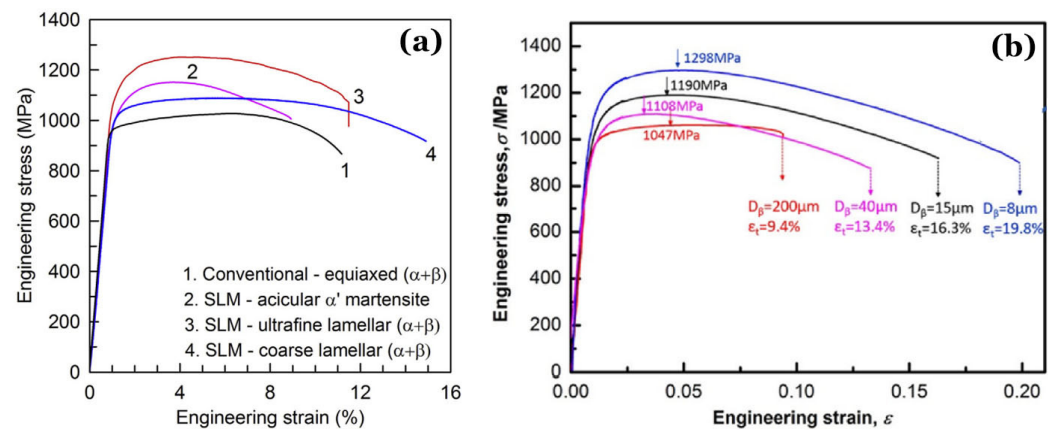 (a)
Engineering stress (MPa)
1400
1200
1000
800
600
400
200
0
2
3
1
4
1. Conventional - equiaxed (α+β)
2. SLM - acicular α' martensite
3. SLM - ultrafine lamellar (α+β)
4. SLM - coarse lamellar (α+β)
0 2 4 6 8 10 12 14 16
Engineering strain (%)
(b)
Engineering stress, σ /MPa
1400
1200
1000
800
600
400
200
0
1298MPa
1190MPa
1108MPa
1047MPa
Dβ=200μm Dβ=40μm Dβ=15μm Dβ=8μm
εt=9.4% εt=13.4% εt=16.3% εt=19.8%
0.00 0.05 0.10 0.15 0.20
Engineering strain, ε